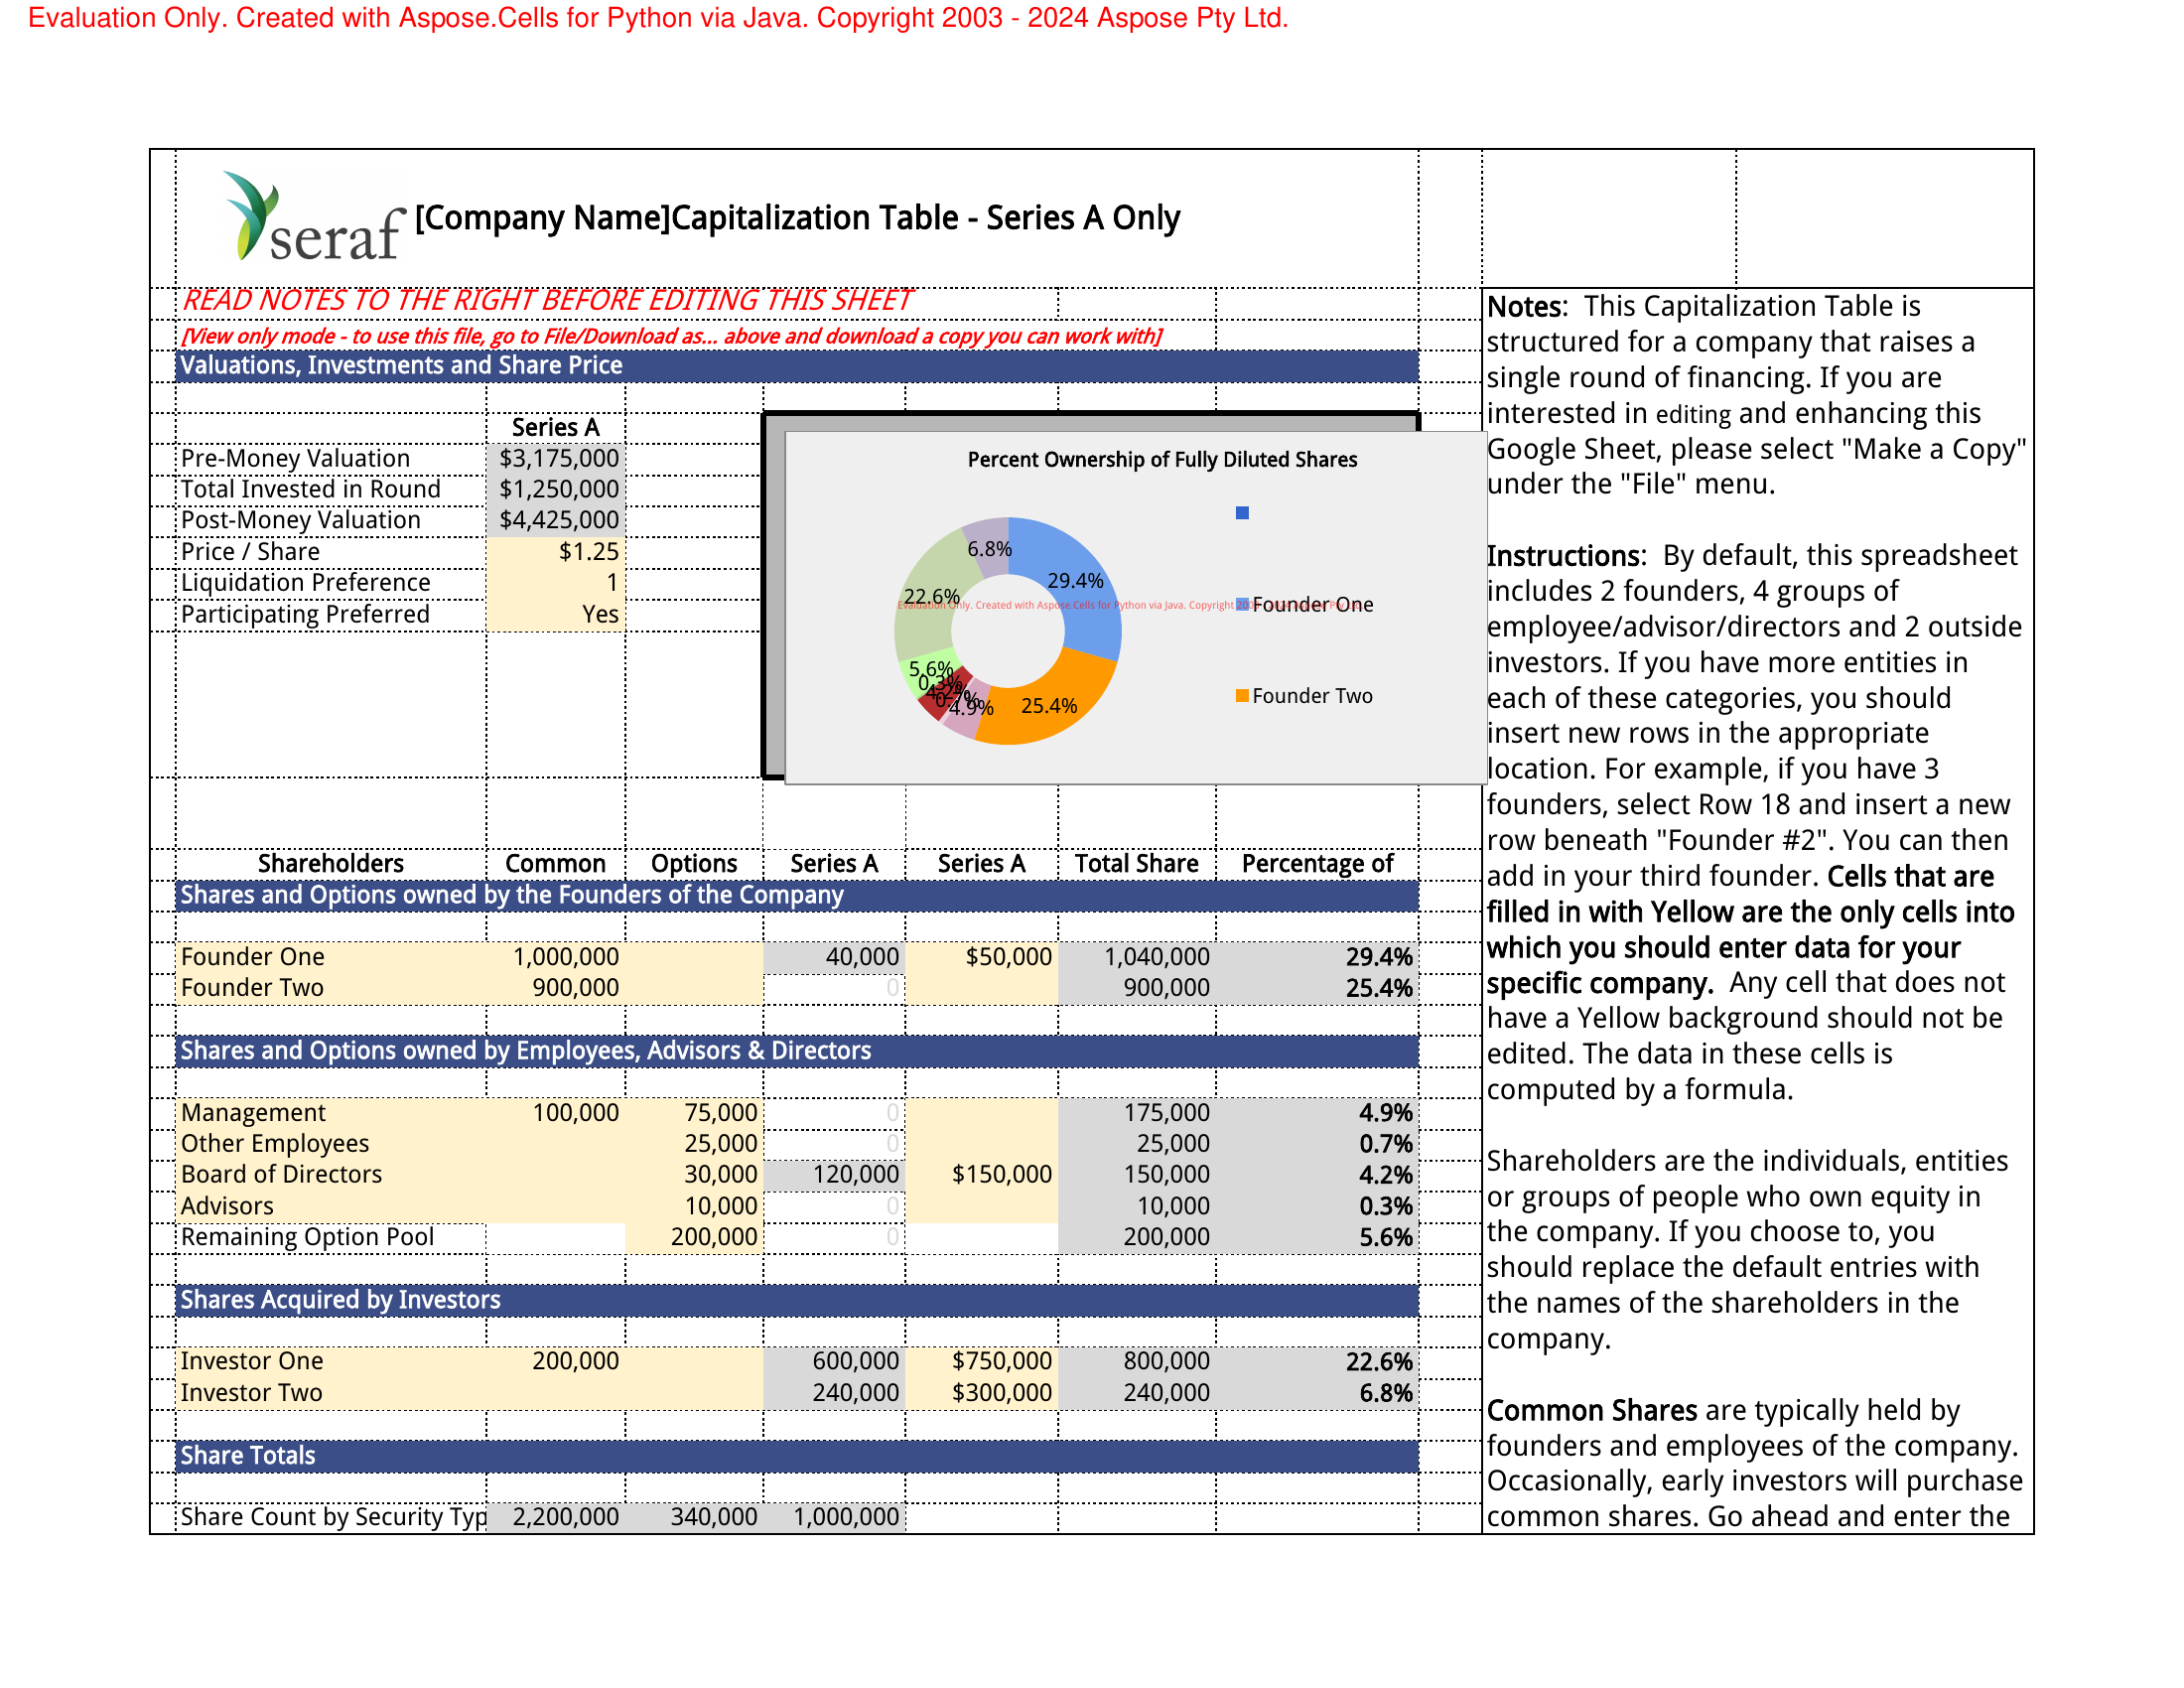 Evaluation Only. Created with Aspose.Cells for Python via Java. Copyright 2003 - 2024 Aspose Pty Ltd.
seraf
[Company Name]Capitalization Table - Series A Only
READ NOTES TO THE RIGHT BEFORE EDITING THIS SHEET
[View only mode - to use this file, go to File/Download as... above and download a copy you can work with]
Valuations, Investments and Share Price
Series A
Pre-Money Valuation $3,175,000
Total Invested in Round $1,250,000
Post-Money Valuation $4,425,000
Price / Share $1.25
Liquidation Preference 1
Participating Preferred Yes
Percent Ownership of Fully Diluted Shares
6.8%
29.4%
22.6%
Founder One
5.6%
0.3%
4.2%
0.7%
4.9%
25.4%
Founder Two
Shareholders Common Options Series A Series A Total Share Percentage of
Shares and Options owned by the Founders of the Company
Founder One 1,000,000 40,000 $50,000 1,040,000 29.4%
Founder Two 900,000 0 900,000 25.4%
Shares and Options owned by Employees, Advisors & Directors
Management 100,000 75,000 0 175,000 4.9%
Other Employees 25,000 0 25,000 0.7%
Board of Directors 30,000 120,000 $150,000 150,000 4.2%
Advisors 10,000 0 10,000 0.3%
Remaining Option Pool 200,000 0 200,000 5.6%
Shares Acquired by Investors
Investor One 200,000 600,000 $750,000 800,000 22.6%
Investor Two 240,000 $300,000 240,000 6.8%
Share Totals
Share Count by Security Typ 2,200,000 340,000 1,000,000
Notes: This Capitalization Table is
structured for a company that raises a
single round of financing. If you are
interested in editing and enhancing this
Google Sheet, please select "Make a Copy"
under the "File" menu.
Instructions: By default, this spreadsheet
includes 2 founders, 4 groups of
employee/advisor/directors and 2 outside
investors. If you have more entities in
each of these categories, you should
insert new rows in the appropriate
location. For example, if you have 3
founders, select Row 18 and insert a new
row beneath "Founder #2". You can then
add in your third founder. Cells that are
filled in with Yellow are the only cells into
which you should enter data for your
specific company. Any cell that does not
have a Yellow background should not be
edited. The data in these cells is
computed by a formula.
Shareholders are the individuals, entities
or groups of people who own equity in
the company. If you choose to, you
should replace the default entries with
the names of the shareholders in the
company.
Common Shares are typically held by
founders and employees of the company.
Occasionally, early investors will purchase
common shares. Go ahead and enter the